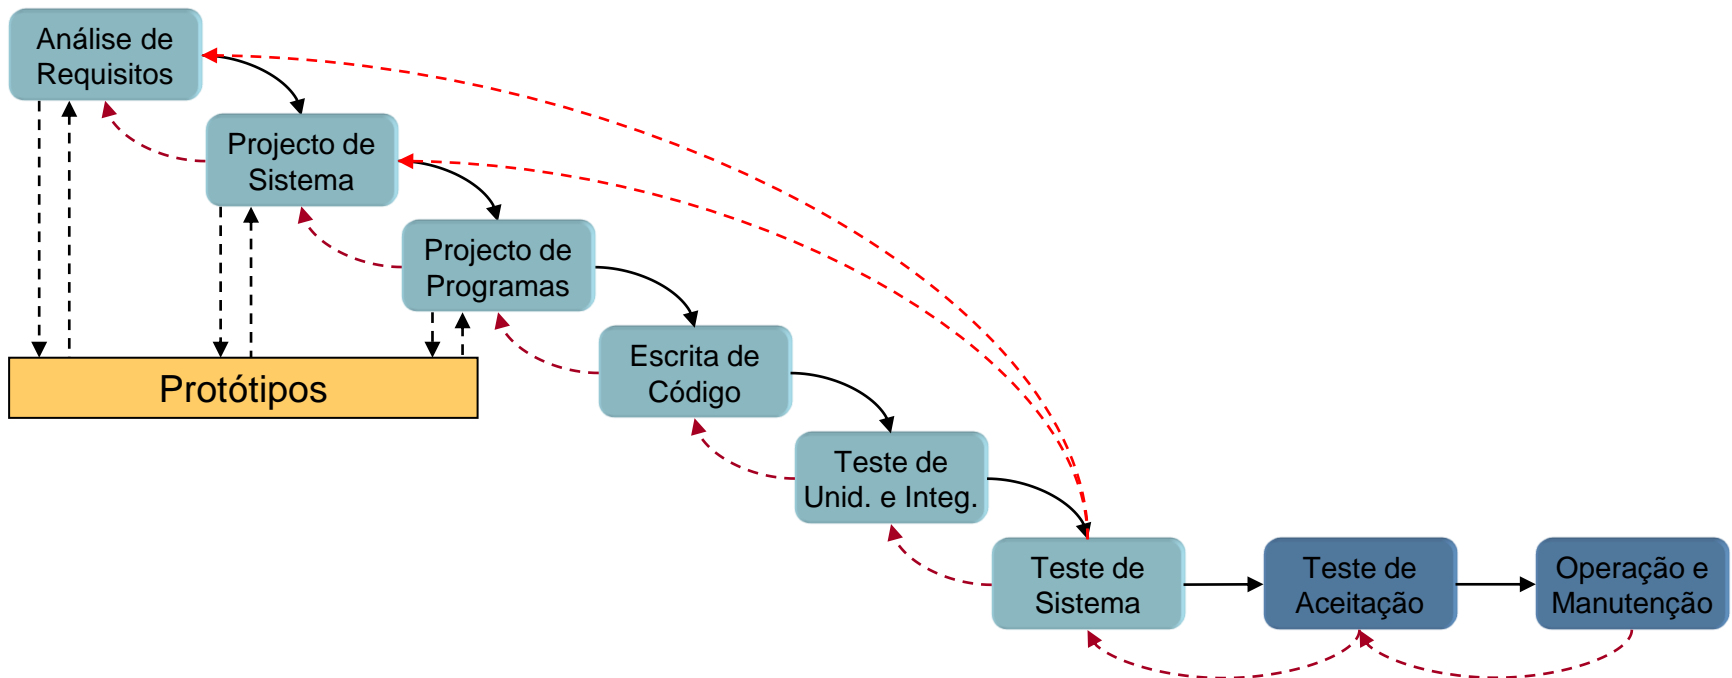 Análise de
Requisitos
Projecto de
Sistema
Projecto de
Programas
Escrita de
Código
Protótipos
Teste de
Unid. e Integ.
Teste de
Sistema
Teste de
Aceitação
Operação e
Manutenção